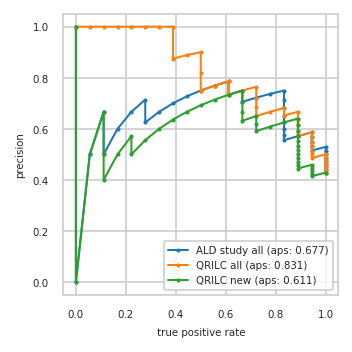 1.0
0.8
0.6
0.4
0.2
0.0
precision
0.0 0.2 0.4 0.6 0.8 1.0
true positive rate
ALD study all (aps: 0.677)
QRILC all (aps: 0.831)
QRILC new (aps: 0.611)